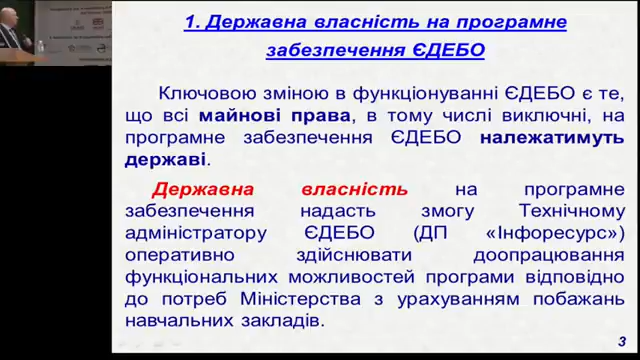 1. Державна власність на програмне
забезпечення ЄДЕБО
Ключовою зміною в функціонуванні ЄДЕБО є те,
що всі майнові права, в тому числі виключні, на
програмне забезпечення ЄДЕБО належатимуть
державі.
Державна власність на програмне
забезпечення надасть змогу Технічному
адміністратору ЄДЕБО (ДП «Інфоресурс»)
оперативно здійснювати доопрацювання
функціональних можливостей програми відповідно
до потреб Міністерства з урахуванням побажань
навчальних закладів.
3